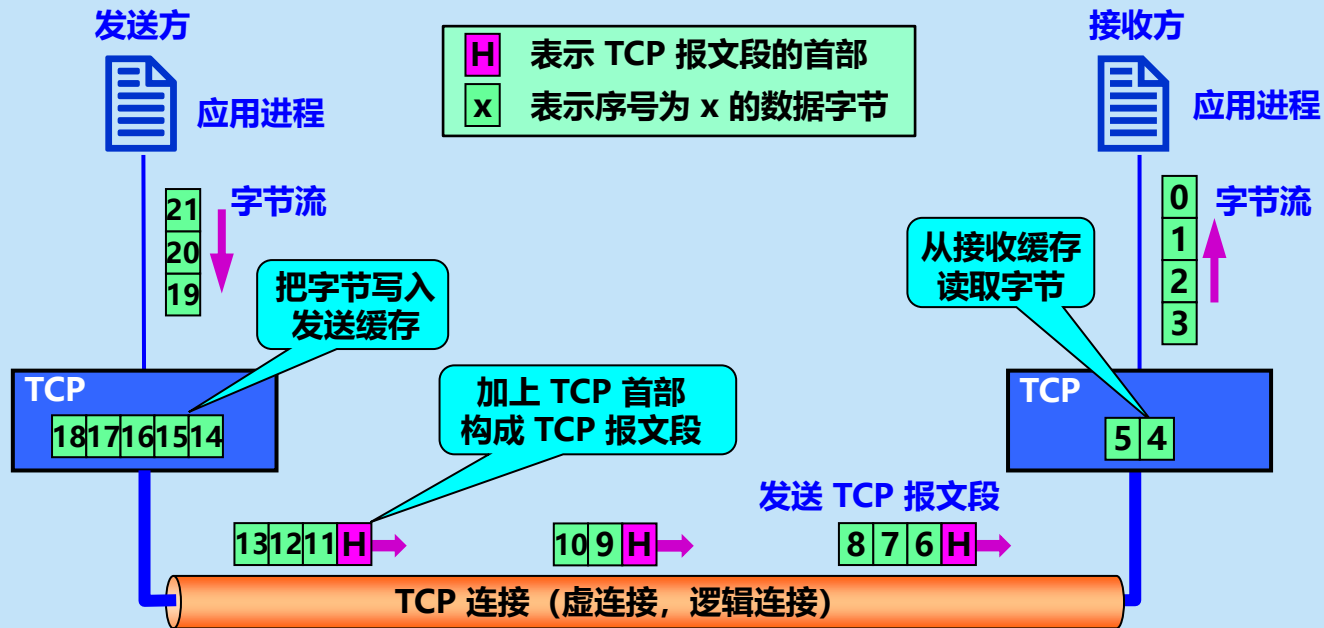 发送方
接收方
H 表示 TCP 报文段的首部
x 表示序号为 x 的数据字节
应用进程
应用进程
21
20
19
字节流
0
1
2
3
字节流
把字节写入
发送缓存
从接收缓存
读取字节
TCP
18 17 16 15 14
加上 TCP 首部
构成 TCP 报文段
TCP
5 4
发送 TCP 报文段
13 12 11 H
10 9 H
8 7 6 H
TCP 连接（虚连接，逻辑连接）